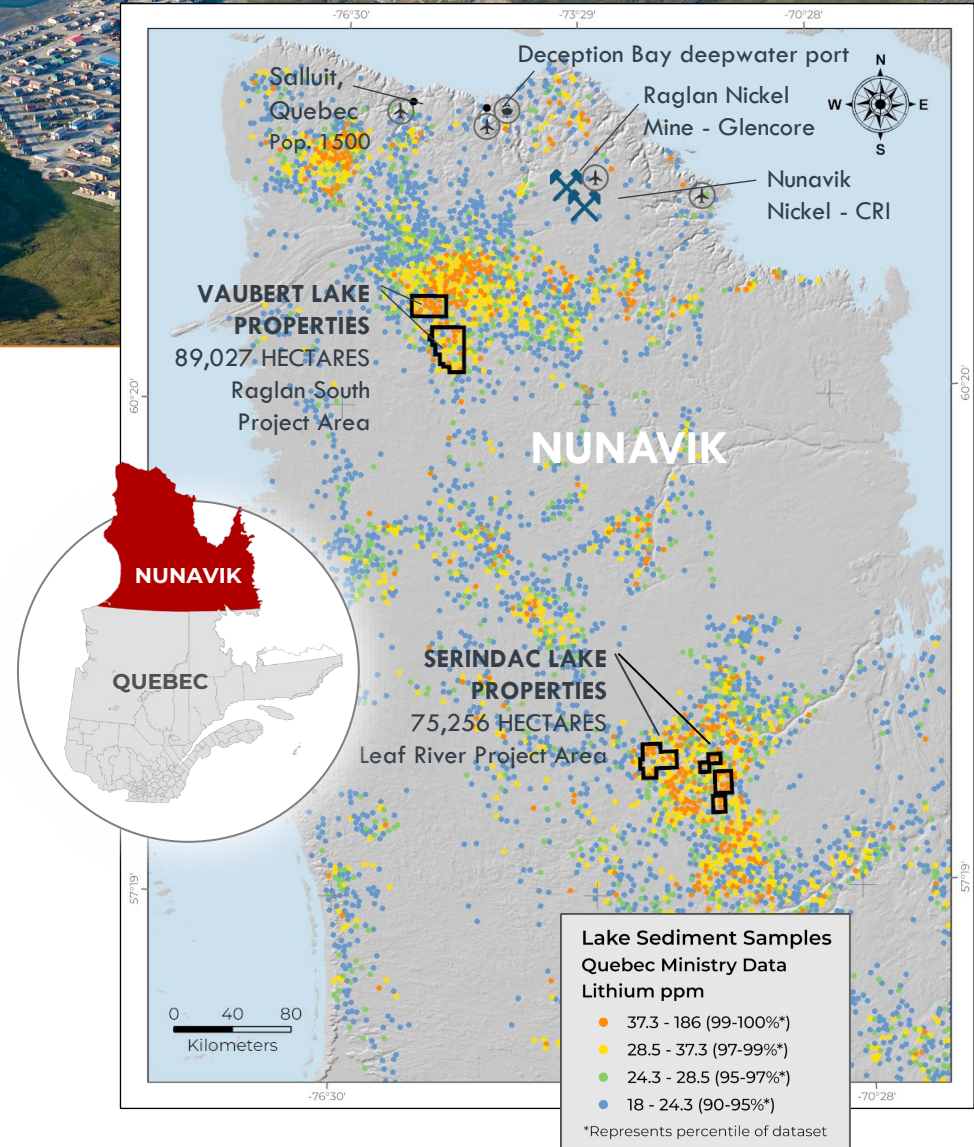 -76°30'
-73°29'
-70°28'
Deception Bay deepwater port
Salluit,
Quebec
Pop. 1500
Raglan Nickel
Mine - Glencore
N
W
E
S
Nunavik
Nickel - CRI
VAUBERT LAKE
PROPERTIES
89,027 HECTARES
Raglan South
Project Area
60°20'
60°20'
NUNAVIK
NUNAVIK
QUEBEC
SERINDAC LAKE
PROPERTIES
75,256 HECTARES
Leaf River Project Area
57°19'
57°19'
Lake Sediment Samples
Quebec Ministry Data
Lithium ppm
37.3 - 186 (99-100%*)
28.5 - 37.3 (97-99%*)
24.3 - 28.5 (95-97%*)
18 - 24.3 (90-95%*)
*Represents percentile of dataset
0 40 80
Kilometers
-76°30'
-70°28'